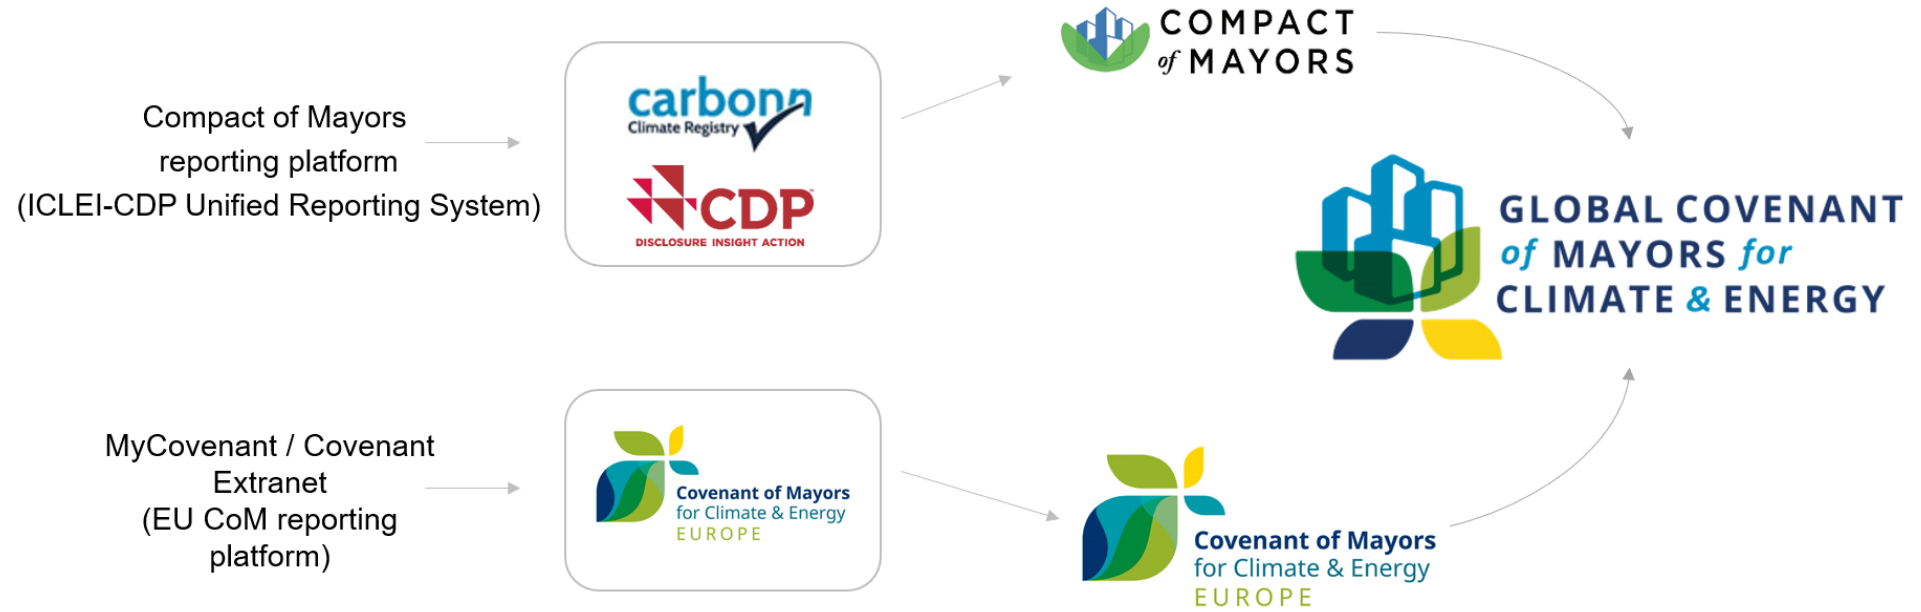 Compact of Mayors
reporting platform
(ICLEI-CDP Unified Reporting System)
carbonn
Climate Registry
CDP
DISCLOSURE INSIGHT ACTION
COMPACT
of MAYORS
GLOBAL COVENANT
of MAYORS for
CLIMATE & ENERGY
MyCovenant / Covenant
Extranet
(EU CoM reporting
platform)
Covenant of Mayors
for Climate & Energy
EUROPE
Covenant of Mayors
for Climate & Energy
EUROPE